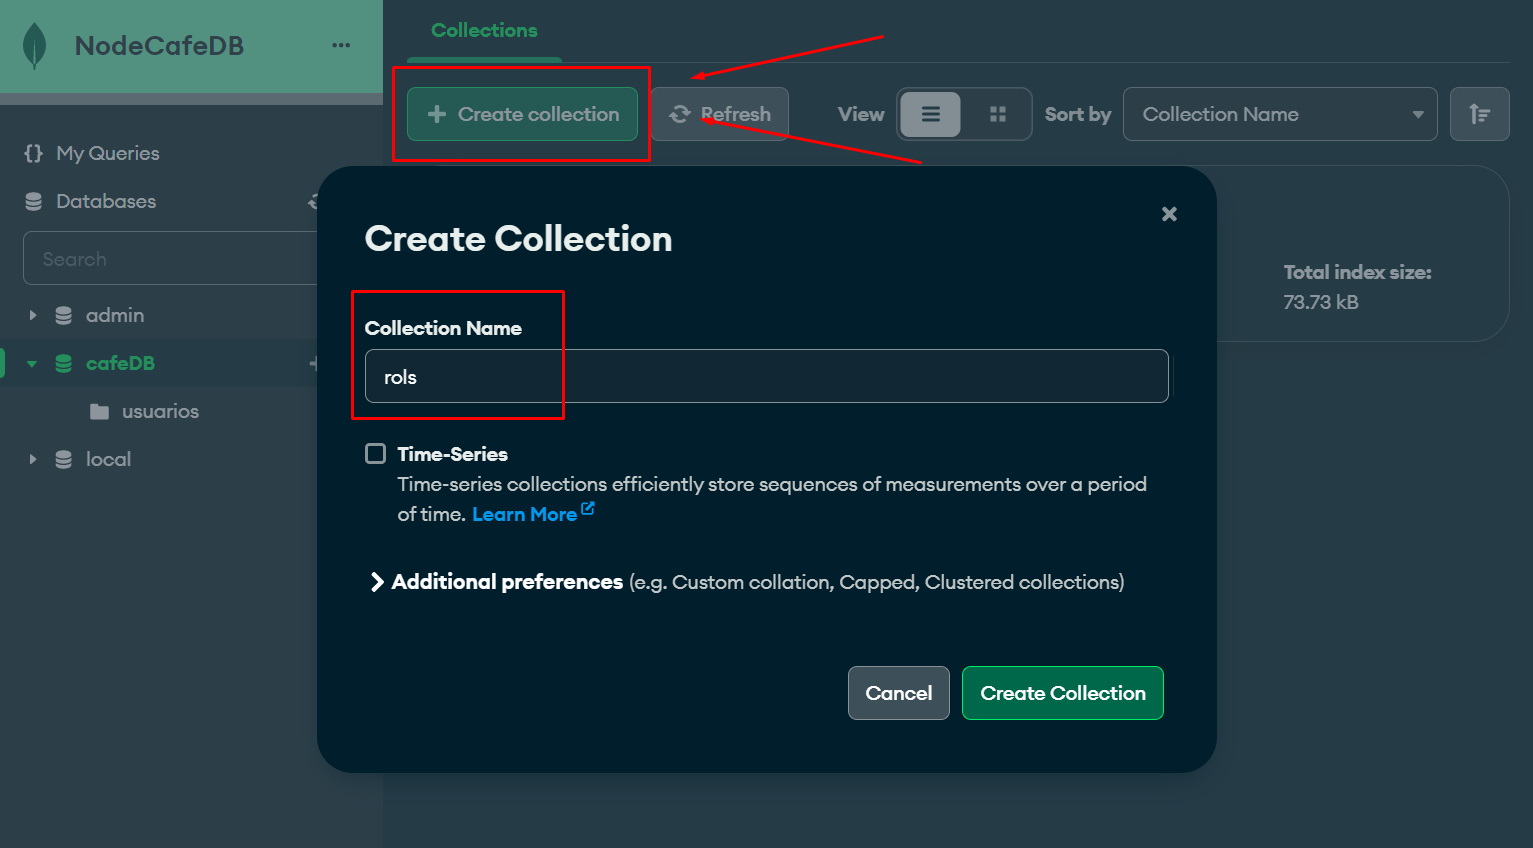 NodeCafeDB ...
Collections
Create collection
Refresh
View
Sort by
Collection Name
{} My Queries
Databases
Search
admin
cafeDB
usuarios
local
Total index size:
73.73 kB
Create Collection
Collection Name
rols
Time-Series
Time-series collections efficiently store sequences of measurements over a period
of time. Learn More
Additional preferences (e.g. Custom collation, Capped, Clustered collections)
Cancel
Create Collection